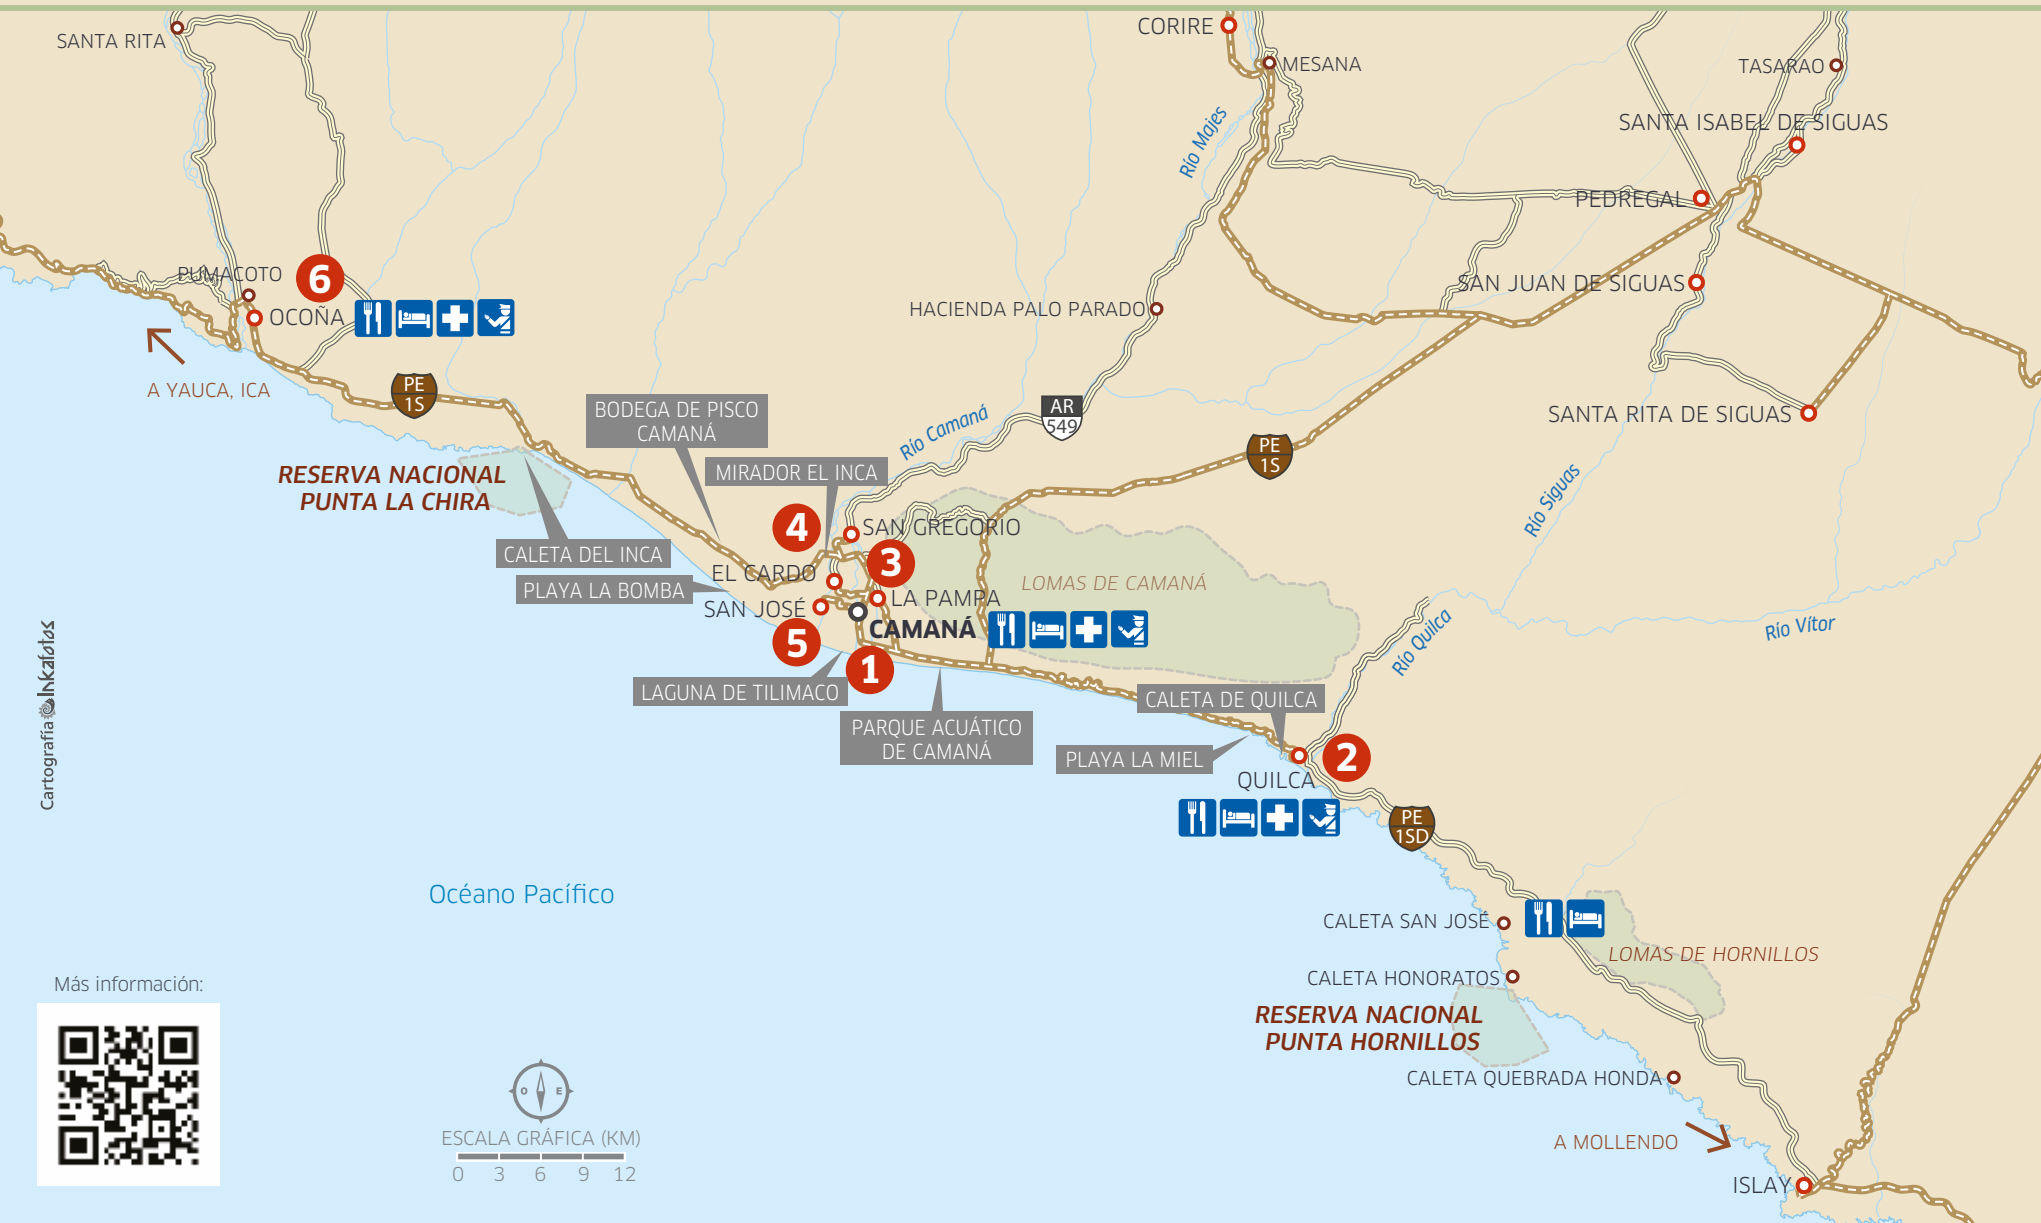 SANTA RITA
CORIRE
MESANA
TASARAO
SANTA ISABEL DE SIGUAS
Río Majes
PEDREGAL
PUMACOTO
6
OCOÑA
SAN JUAN DE SIGUAS
HACIENDA PALO PARADO
A YAUCA, ICA
PE
1S
BODEGA DE PISCO
CAMANÁ
AR
549
Río Camaná
SANTA RITA DE SIGUAS
PE
1S
MIRADOR EL INCA
RESERVA NACIONAL
PUNTA LA CHIRA
Río Siguas
4
SAN GREGORIO
CALETA DEL INCA
3
EL CARDO
LOMAS DE CAMANÁ
PLAYA LA BOMBA
SAN JOSÉ
LA PAMPA
CAMANÁ
Río Vítor
Río Quilca
5
1
LAGUNA DE TILIMACO
CALETA DE QUILCA
PARQUE ACUÁTICO
DE CAMANÁ
PLAYA LA MIEL
2
QUILCA
Cartografía Inkafotos
PE
1SD
Océano Pacífico
CALETA SAN JOSÉ
LOMAS DE HORNILLOS
CALETA HONORATOS
Más información:
RESERVA NACIONAL
PUNTA HORNILLOS
CALETA QUEBRADA HONDA
O E
ESCALA GRÁFICA (KM)
0 3 6 9 12
A MOLLENDO
ISLAY